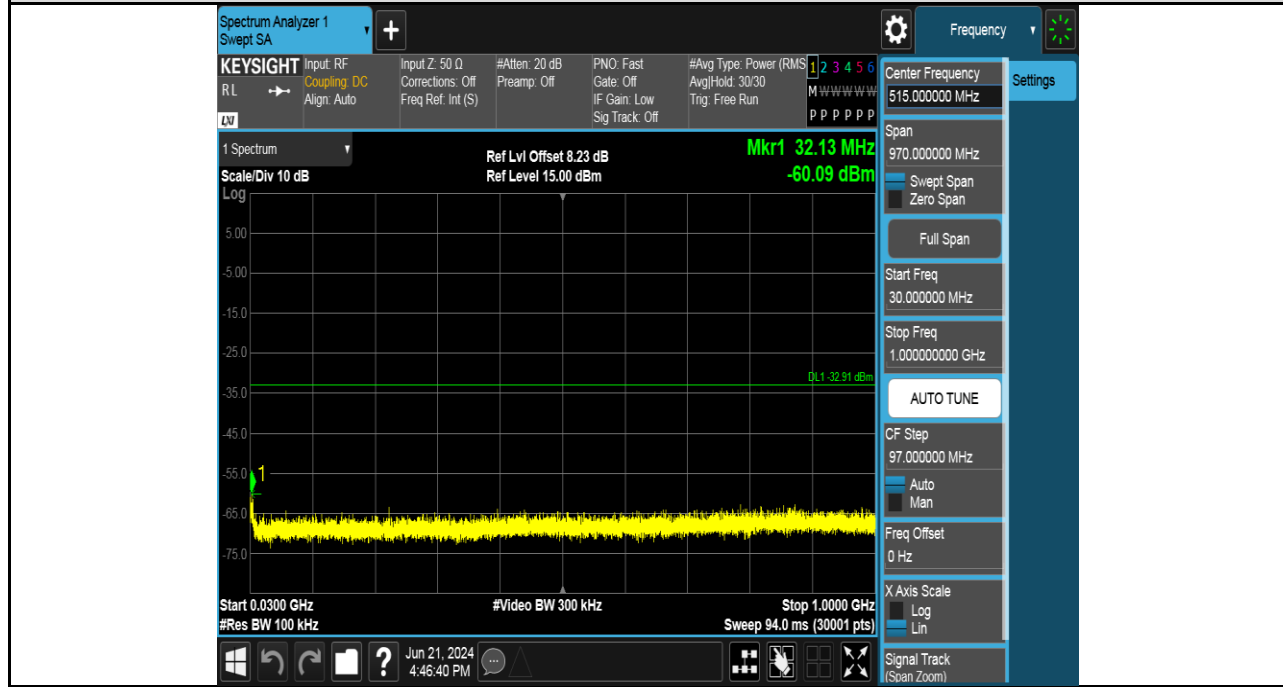 Spectrum Analyzer 1
Swept SA
+
Frequency
KEYSIGHT
RL
LXI
Input: RF
Coupling: DC
Align: Auto
Input Z: 50 Ω
Corrections: Off
Freq Ref: Int (S)
#Atten: 20 dB
Preamp: Off
PNO: Fast
Gate: Off
IF Gain: Low
Sig Track: Off
#Avg Type: Power (RMS
Avg|Hold: 30/30
Trig: Free Run
1 2 3 4 5 6
M W W W W W
P P P P P P
Center Frequency
515.000000 MHz
Settings
Span
970.000000 MHz
Swept Span
Zero Span
Full Span
Start Freq
30.000000 MHz
Stop Freq
1.000000000 GHz
AUTO TUNE
CF Step
97.000000 MHz
Auto
Man
Freq Offset
0 Hz
X Axis Scale
Log
Lin
Signal Track
(Span Zoom)
1 Spectrum
Scale/Div 10 dB
Log
Ref Lvl Offset 8.23 dB
Ref Level 15.00 dBm
Mkr1 32.13 MHz
-60.09 dBm
5.00
-5.00
-15.0
-25.0
DL1 -32.91 dBm
-35.0
-45.0
-55.0
1
-65.0
-75.0
Start 0.0300 GHz
#Res BW 100 kHz
#Video BW 300 kHz
Stop 1.0000 GHz
Sweep 94.0 ms (30001 pts)
?
Jun 21, 2024
4:46:40 PM